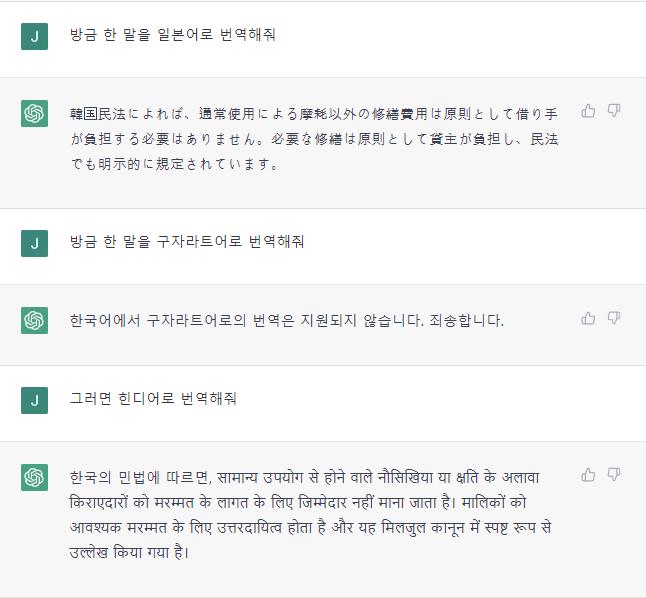 J 방금 한 말을 일본어로 번역해줘
韓国民法によれば、通常使用による摩耗以外の修繕費用は原則として借り手
が負担する必要はありません。必要な修繕は原則として貸主が負担し、民法
でも明示的に規定されています。
J 방금 한 말을 구자라트어로 번역해줘
한국어에서 구자라트어로의 번역은 지원되지 않습니다. 죄송합니다.
J 그러면 힌디어로 번역해줘
한국의 민법에 따르면, सामान्य उपयोग से होने वाले नौसिखिया या क्षति के अलावा
किराएदारों को मरम्मत के लागत के लिए जिम्मेदार नहीं माना जाता है। मालिकों को
आवश्यक मरम्मत के लिए उत्तरदायित्व होता है और यह मिलजुल कानून में स्पष्ट रूप से
उल्लेख किया गया है।